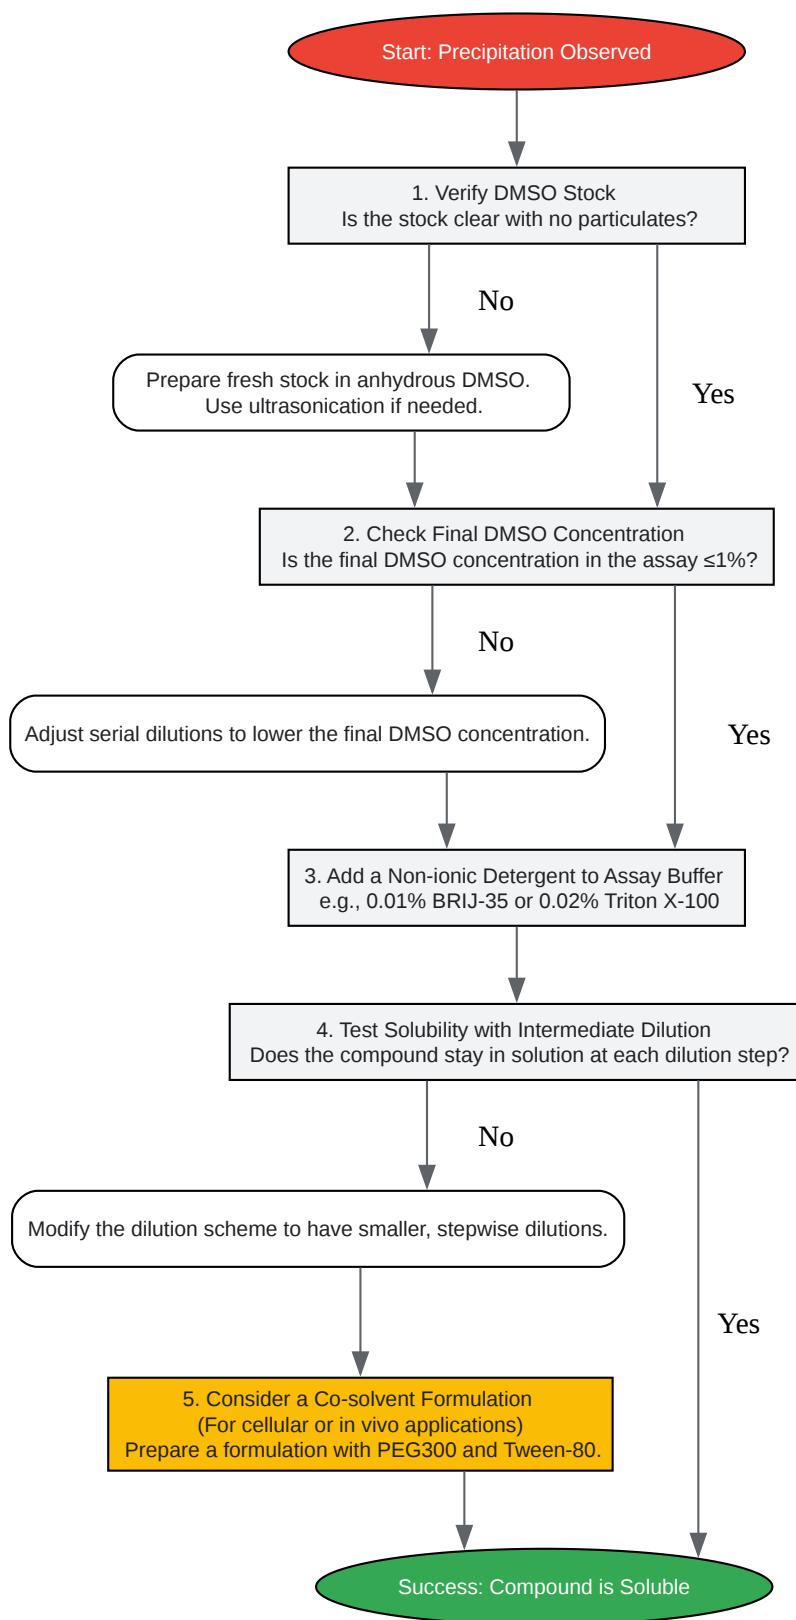 Start: Precipitation Observed
1. Verify DMSO Stock
Is the stock clear with no particulates?
No
Prepare fresh stock in anhydrous DMSO.
Use ultrasonication if needed.
Yes
2. Check Final DMSO Concentration
Is the final DMSO concentration in the assay ≤1%?
No
Adjust serial dilutions to lower the final DMSO concentration.
Yes
3. Add a Non-ionic Detergent to Assay Buffer
e.g., 0.01% BRIJ-35 or 0.02% Triton X-100
4. Test Solubility with Intermediate Dilution
Does the compound stay in solution at each dilution step?
No
Modify the dilution scheme to have smaller, stepwise dilutions.
Yes
5. Consider a Co-solvent Formulation
(For cellular or in vivo applications)
Prepare a formulation with PEG300 and Tween-80.
Success: Compound is Soluble